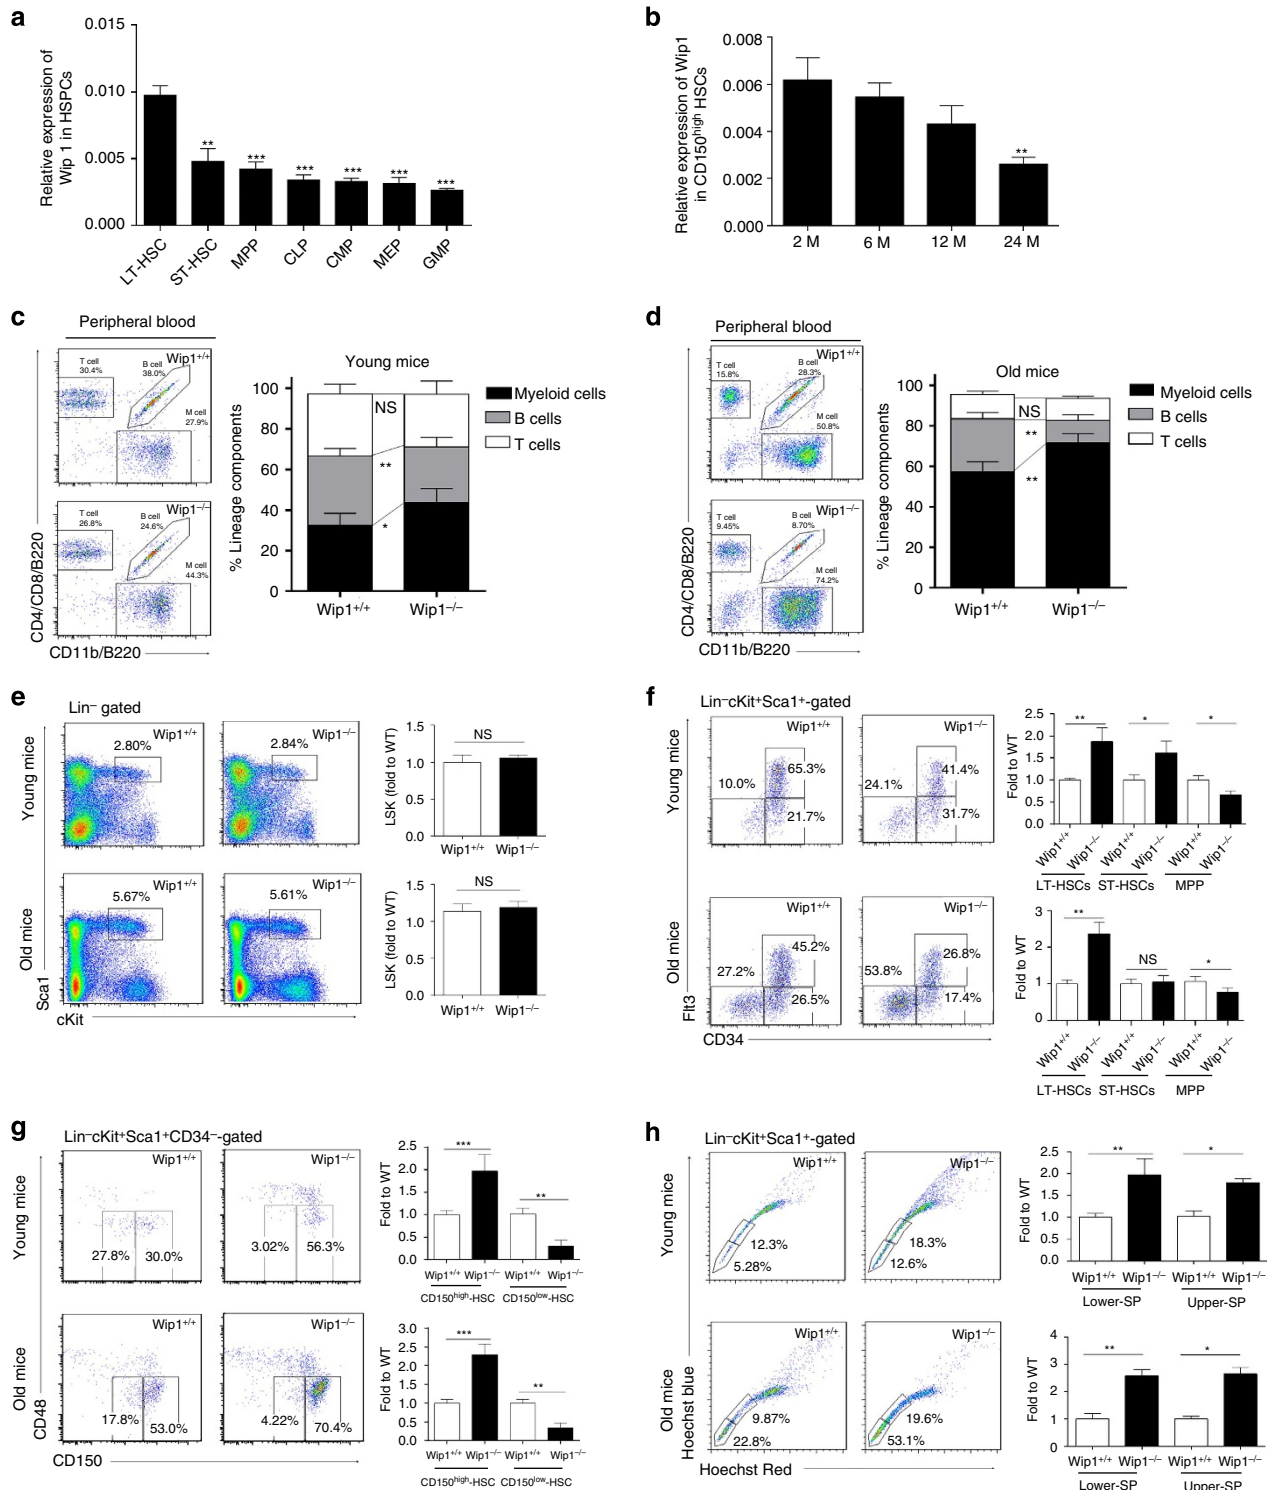 a
Relative expression of
Wip 1 in HSPCs
0.015
0.010
0.005
0.000
**
***
***
***
***
***
LT-HSC
ST-HSC
MPP
CLP
CMP
MEP
GMP
b
Relative expression of Wip1
in CD150high HSCs
0.008
0.006
0.004
0.002
0.000
**
2 M
6 M
12 M
24 M
c
Peripheral blood
Wip1+/+
T cell
30.4%
B cell
38.0%
M cell
27.9%
Wip1−/−
T cell
26.8%
B cell
24.6%
M cell
44.3%
CD4/CD8/B220
CD11b/B220
Young mice
% Lineage components
100
80
60
40
20
0
NS
**
*
Wip1+/+
Wip1−/−
Myeloid cells
B cells
T cells
d
Peripheral blood
Wip1+/+
T cell
15.8%
B cell
28.3%
M cell
50.8%
Wip1−/−
T cell
9.45%
B cell
8.70%
M cell
74.2%
CD4/CD8/B220
CD11b/B220
Old mice
% Lineage components
100
80
60
40
20
0
NS
**
**
Wip1+/+
Wip1−/−
Myeloid cells
B cells
T cells
e
Lin− gated
Young mice
Wip1+/+
2.80%
Wip1−/−
2.84%
LSK (fold to WT)
1.5
1.0
0.5
0.0
NS
Wip1+/+
Wip1−/−
Old mice
Wip1+/+
5.67%
Wip1−/−
5.61%
Sca1
cKit
LSK (fold to WT)
1.5
1.0
0.5
0.0
NS
Wip1+/+
Wip1−/−
f
Lin−cKit+Sca1+-gated
Young mice
Wip1+/+
10.0%
65.3%
21.7%
Wip1−/−
24.1%
41.4%
31.7%
Fold to WT
2.5
2.0
1.5
1.0
0.5
0.0
**
*
*
Wip1+/+
Wip1−/−
Wip1+/+
Wip1−/−
Wip1+/+
Wip1−/−
LT-HSCs
ST-HSCs
MPP
Old mice
Wip1+/+
27.2%
45.2%
26.5%
Wip1−/−
53.8%
26.8%
17.4%
Flt3
CD34
Fold to WT
3
2
1
0
**
NS
*
Wip1+/+
Wip1−/−
Wip1+/+
Wip1−/−
Wip1+/+
Wip1−/−
LT-HSCs
ST-HSCs
MPP
g
Lin−cKit+Sca1+CD34−-gated
Young mice
Wip1+/+
27.8%
30.0%
Wip1−/−
3.02%
56.3%
Fold to WT
2.5
2.0
1.5
1.0
0.5
0.0
***
**
Wip1+/+
Wip1−/−
Wip1+/+
Wip1−/−
CD150high-HSC
CD150low-HSC
Old mice
Wip1+/+
17.8%
53.0%
Wip1−/−
4.22%
70.4%
CD48
CD150
Fold to WT
3.0
2.5
2.0
1.5
1.0
0.5
0.0
***
**
Wip1+/+
Wip1−/−
Wip1+/+
Wip1−/−
CD150high-HSC
CD150low-HSC
h
Lin−cKit+Sca1+-gated
Young mice
Wip1+/+
12.3%
5.28%
Wip1−/−
18.3%
12.6%
Fold to WT
2.5
2.0
1.5
1.0
0.5
0.0
**
*
Wip1+/+
Wip1−/−
Wip1+/+
Wip1−/−
Lower-SP
Upper-SP
Old mice
Wip1+/+
9.87%
22.8%
Wip1−/−
19.6%
53.1%
Hoechst blue
Hoechst Red
Fold to WT
4
3
2
1
0
**
*
Wip1+/+
Wip1−/−
Wip1+/+
Wip1−/−
Lower-SP
Upper-SP